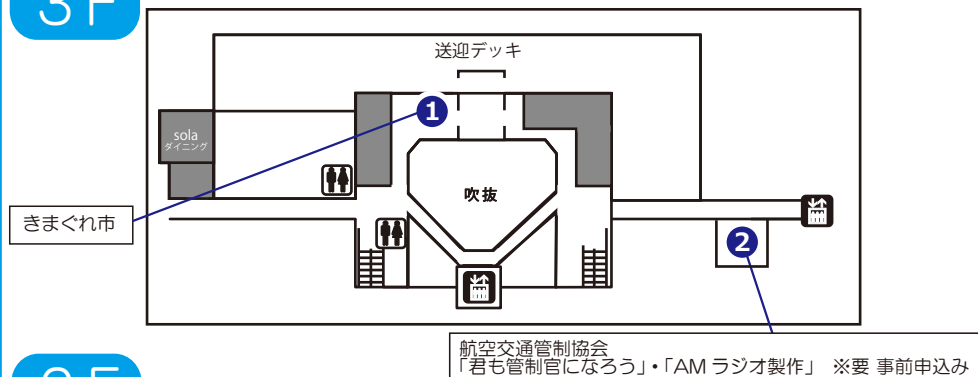 3F
送迎デッキ
1
sola
ダイニング
吹抜
きまぐれ市
2
航空交通管制協会
「君も管制官になろう」・「AMラジオ製作」 ※要 事前申込み